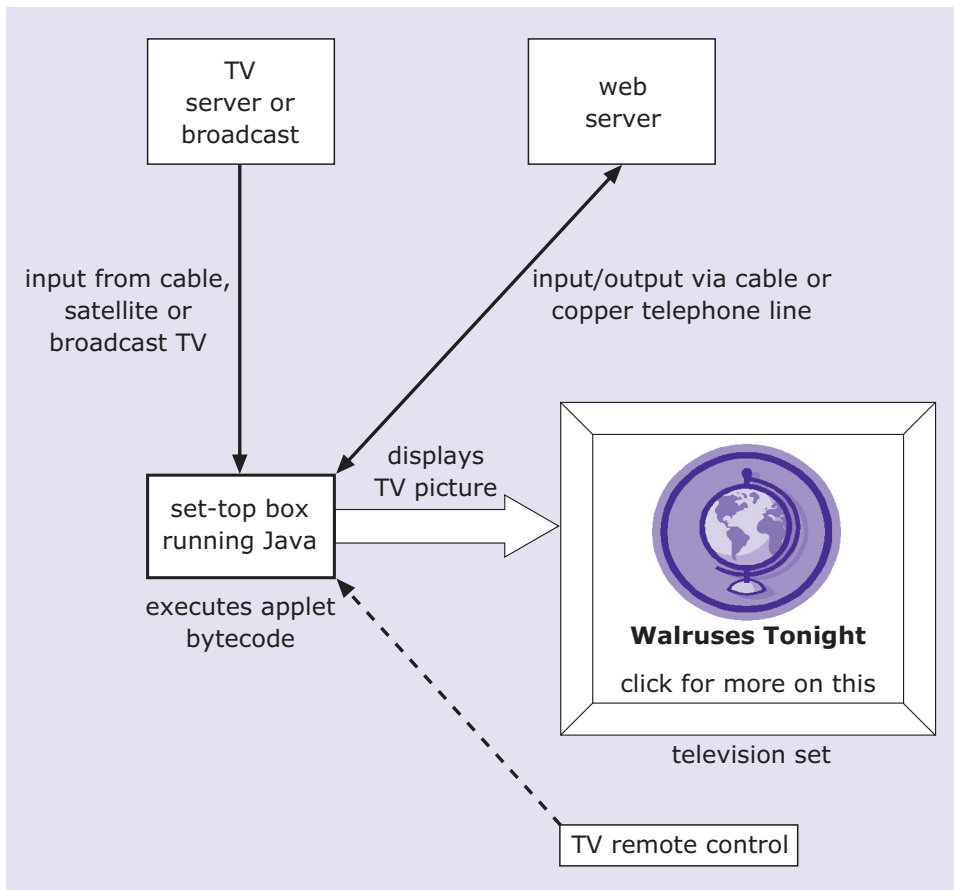 TV
server or
broadcast
web
server
input from cable,
satellite or
broadcast TV
input/output via cable or
copper telephone line
displays
TV picture
set-top box
running Java
executes applet
bytecode
Walruses Tonight
click for more on this
television set
TV remote control